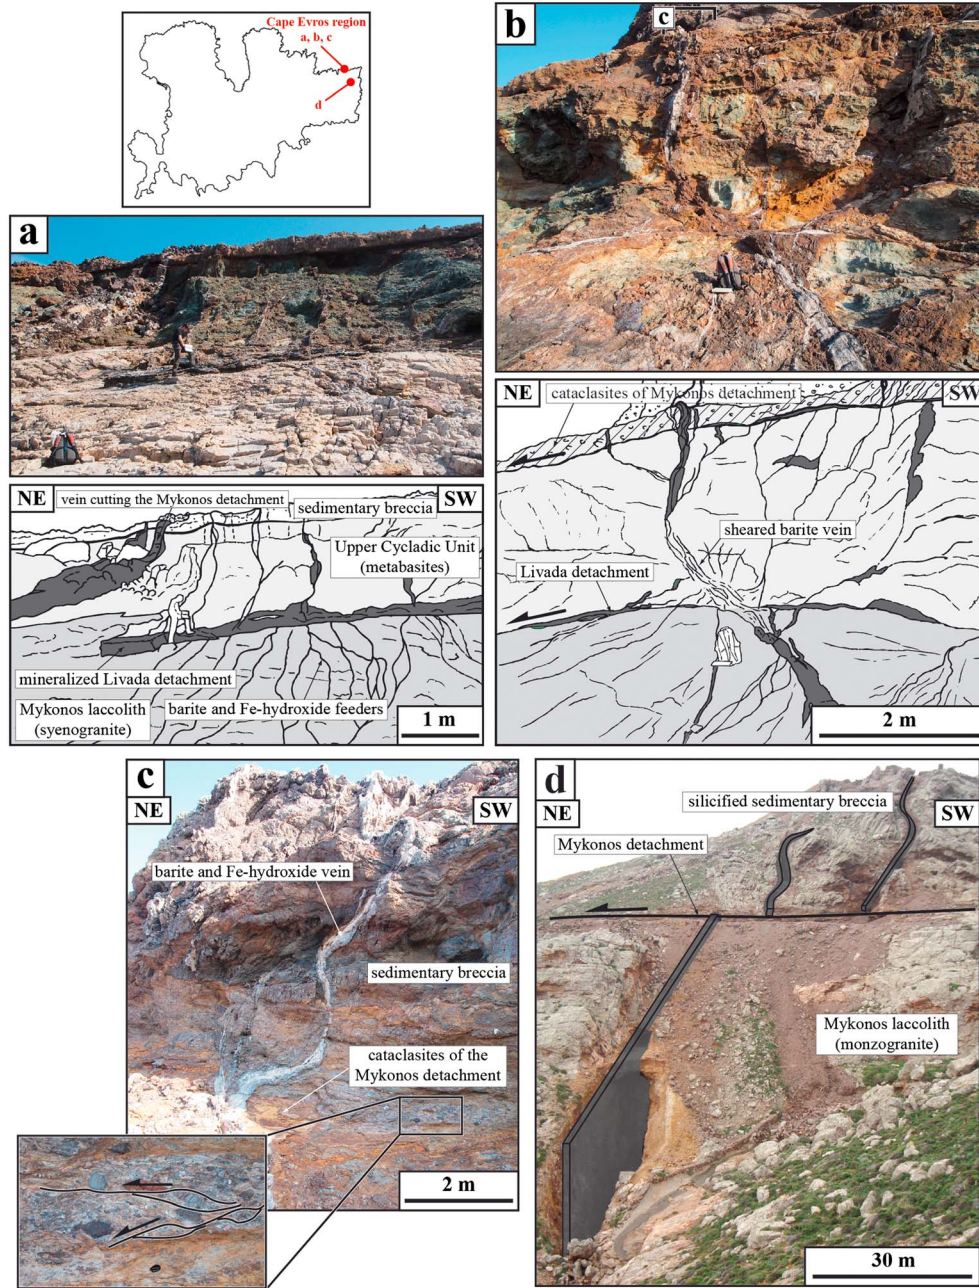 Cape Evros region
a, b, c
d
a
NE
SW
vein cutting the Mykonos detachment
sedimentary breccia
Upper Cycladic Unit
(metabasites)
mineralized Livada detachment
Mykonos laccolith
(syenogranite)
barite and Fe-hydroxide feeders
1 m
b
c
NE
SW
cataclasites of Mykonos detachment
sheared barite vein
Livada detachment
2 m
c
NE
SW
barite and Fe-hydroxide vein
sedimentary breccia
cataclasites of the
Mykonos detachment
2 m
d
NE
SW
silicified sedimentary breccia
Mykonos detachment
Mykonos laccolith
(monzogranite)
30 m